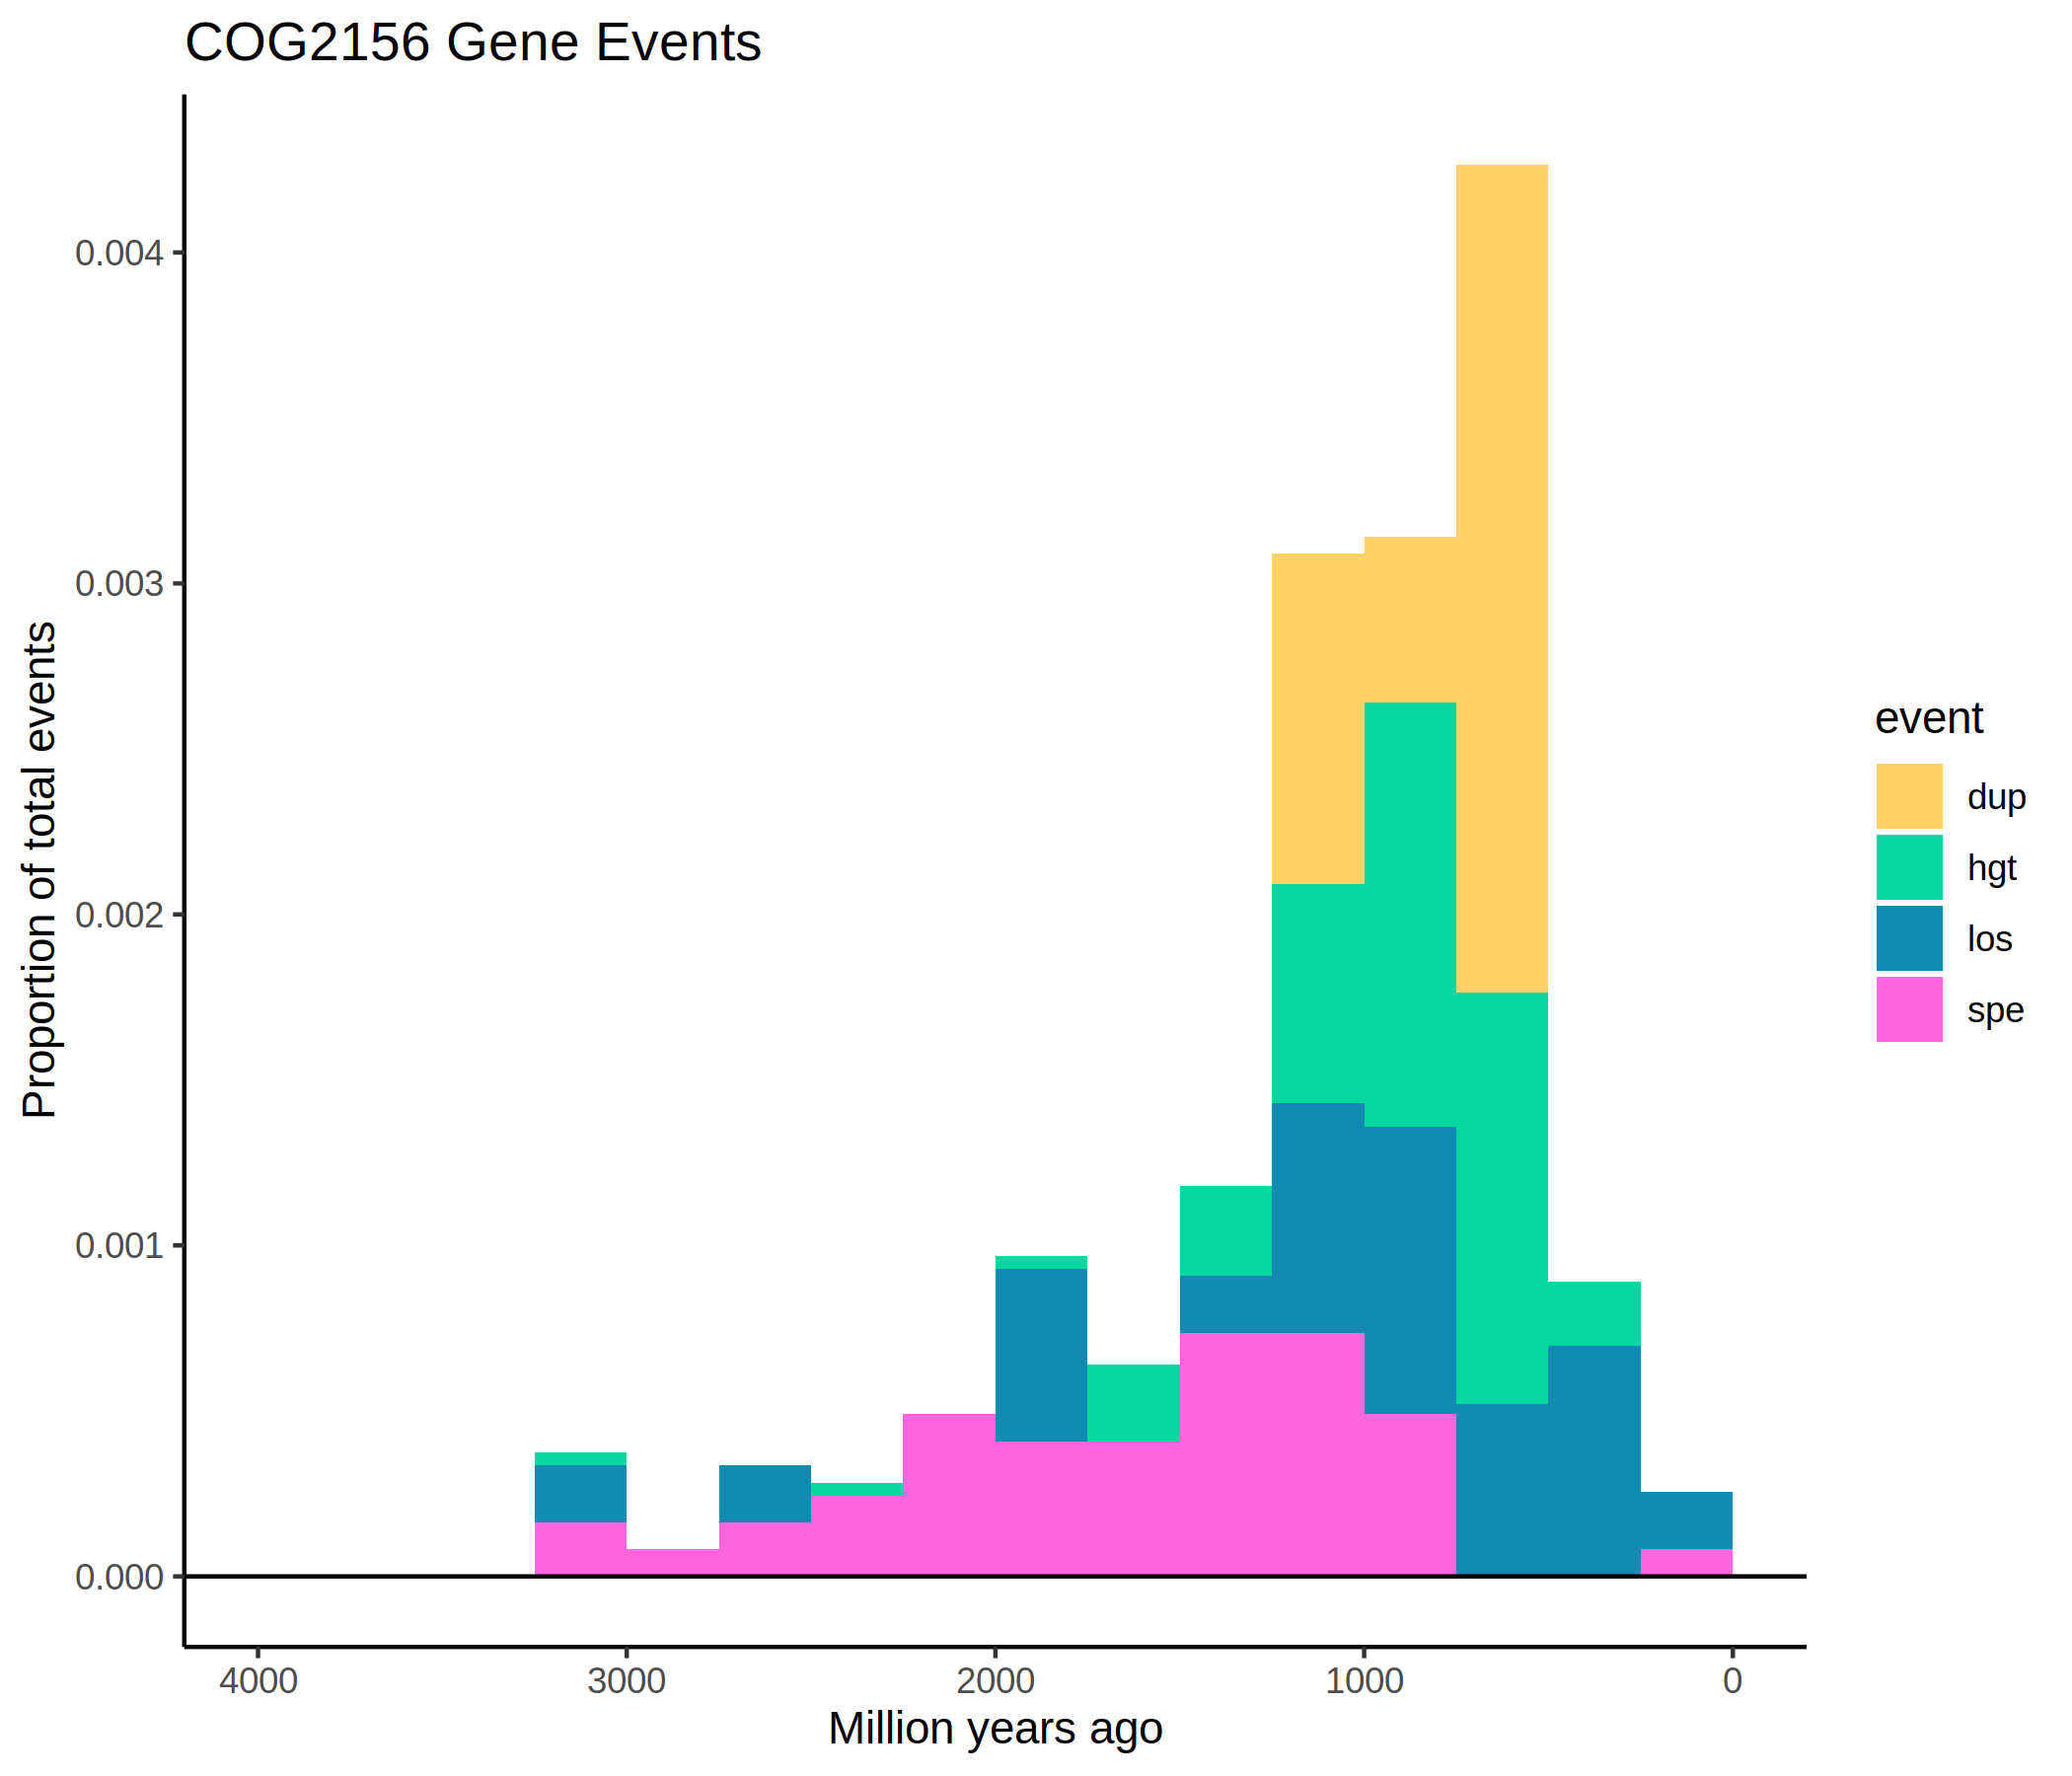 COG2156 Gene Events
Proportion of total events
0.004
0.003
0.002
0.001
0.000
4000
3000
2000
1000
0
Million years ago
event
dup
hgt
los
spe